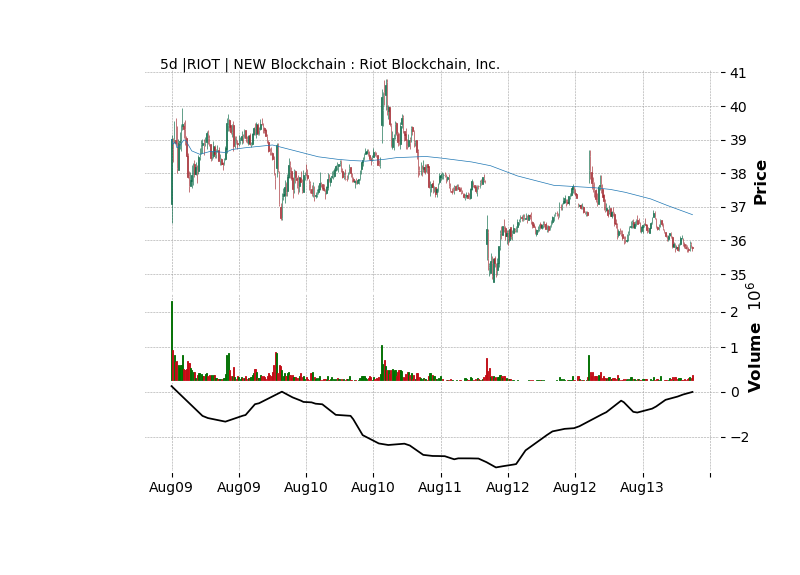 5d |RIOT | NEW Blockchain : Riot Blockchain, Inc.
41
40
39
38
37
36
35
Price
2
1
Volume 10^6
0
−2
Aug09 Aug09 Aug10 Aug10 Aug11 Aug12 Aug12 Aug13